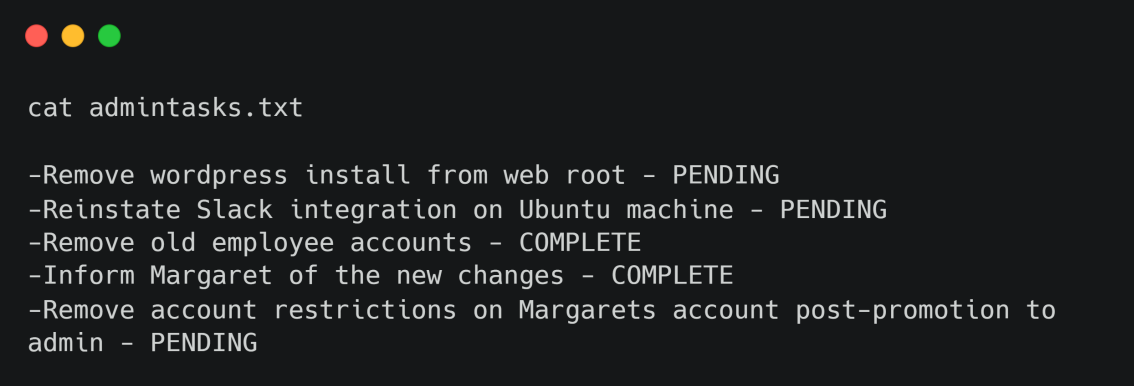 cat admintasks.txt
-Remove wordpress install from web root - PENDING
-Reinstate Slack integration on Ubuntu machine - PENDING
-Remove old employee accounts - COMPLETE
-Inform Margaret of the new changes - COMPLETE
-Remove account restrictions on Margarets account post-promotion to
admin - PENDING